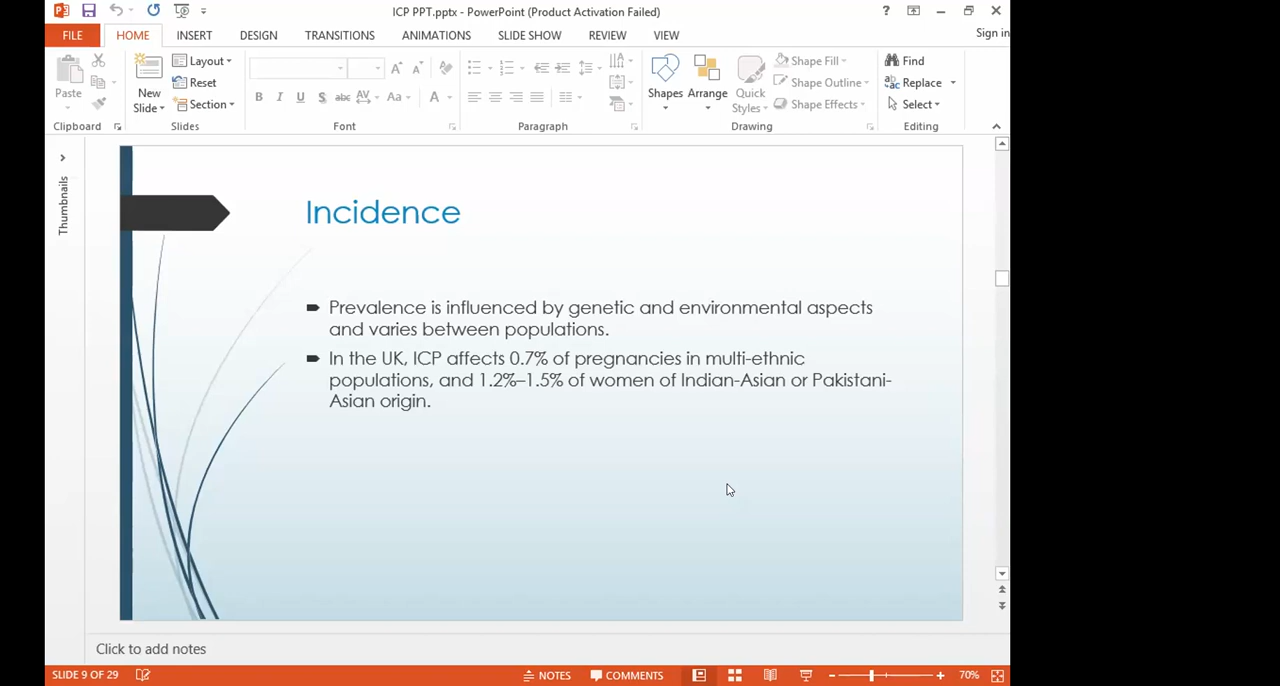 ICP PPT.pptx - PowerPoint (Product Activation Failed)
?
FILE HOME INSERT DESIGN TRANSITIONS ANIMATIONS SLIDE SHOW REVIEW VIEW Sign in
Paste
New
Slide
Layout
Reset
Section
B I U S abc AV Aa A
Shapes
Arrange
Quick
Styles
Shape Fill
Shape Outline
Shape Effects
Find
Replace
Select
Clipboard Slides Font Paragraph Drawing Editing
Thumbnails
Incidence
Prevalence is influenced by genetic and environmental aspects
and varies between populations.
In the UK, ICP affects 0.7% of pregnancies in multi-ethnic
populations, and 1.2%–1.5% of women of Indian-Asian or Pakistani-
Asian origin.
Click to add notes
SLIDE 9 OF 29 NOTES COMMENTS 70%